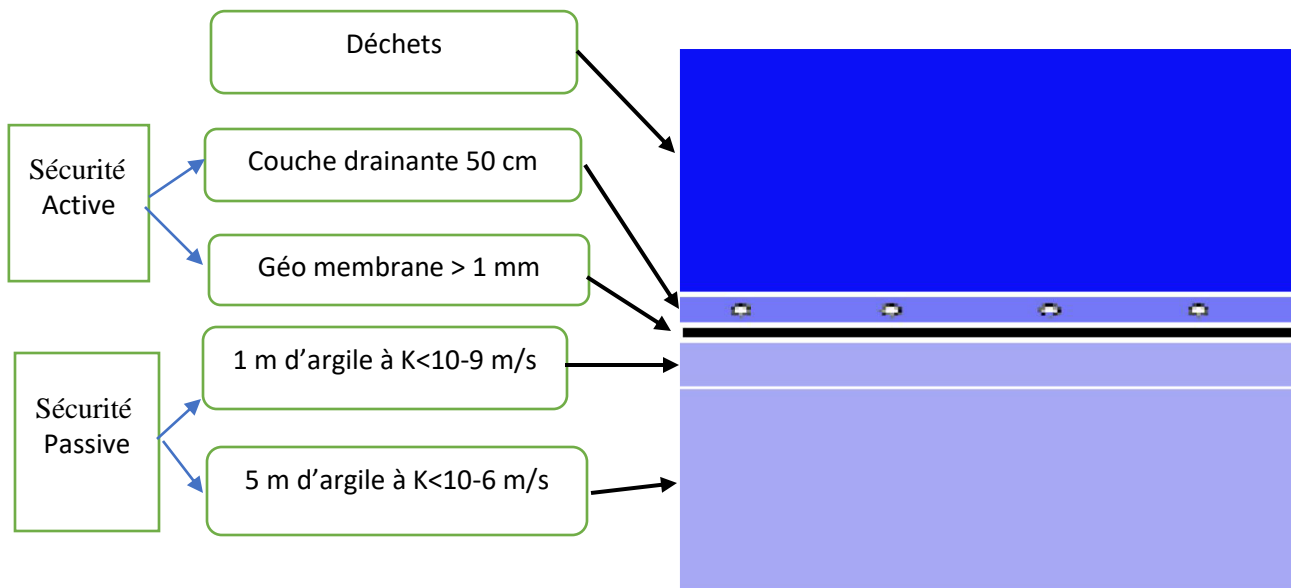 Déchets
Sécurité
Active
Couche drainante 50 cm
Géo membrane > 1 mm
Sécurité
Passive
1 m d’argile à K<10-9 m/s
5 m d’argile à K<10-6 m/s